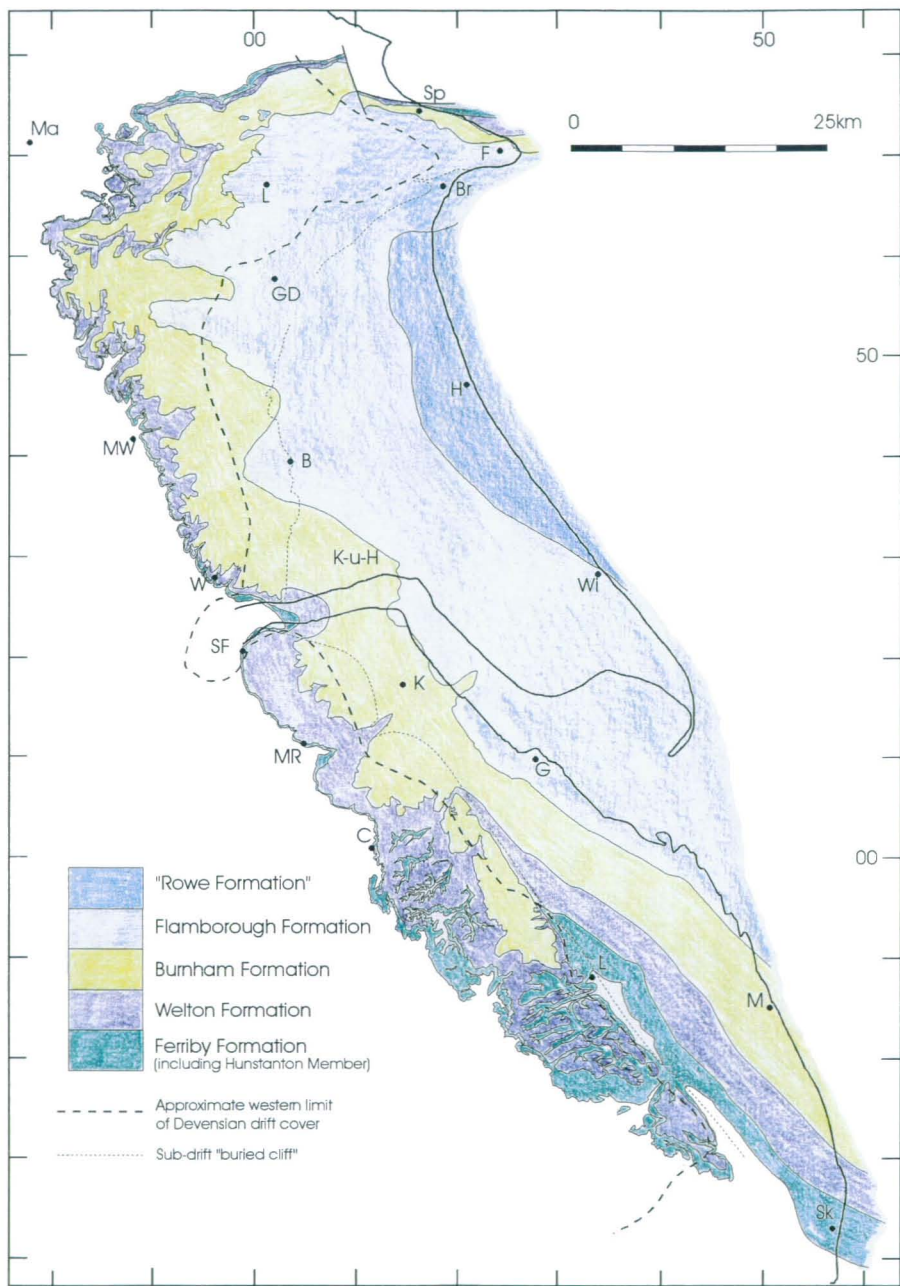 00
50
Sp
Ma
0
25km
F
L
Br
GD
50
H
MW
B
K-u-H
W
Wi
SF
K
MR
G
C
00
"Rowe Formation"
Flamborough Formation
Burnham Formation
L
Welton Formation
M
Ferriby Formation
(including Hunstanton Member)
Approximate western limit
of Devensian drift cover
Sub-drift "buried cliff"
Sk